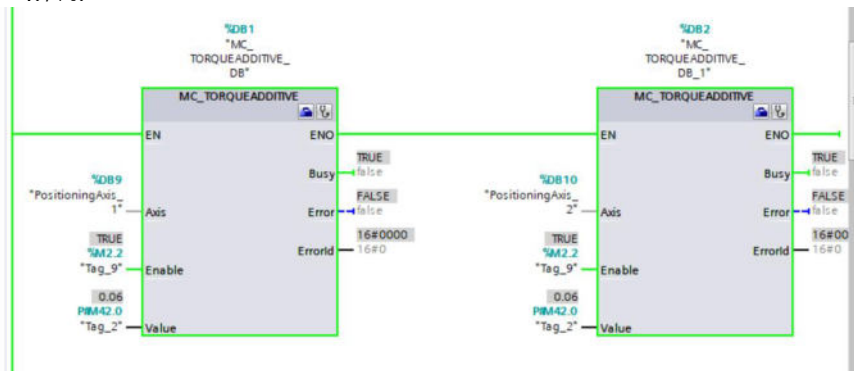 %DB1
"MC_
TORQUEADDITIVE_
DB"
MC_TORQUEADDITIVE
EN
ENO
TRUE
Busy
false
%DB9
"PositioningAxis_
1"
Axis
FALSE
Error
false
16#0000
ErrorId
16#0
TRUE
%M2.2
"Tag_9"
Enable
0.06
P#M42.0
"Tag_2"
Value
%DB2
"MC_
TORQUEADDITIVE_
DB_1"
MC_TORQUEADDITIVE
EN
ENO
TRUE
Busy
false
%DB10
"PositioningAxis_
2"
Axis
FALSE
Error
false
16#00
ErrorId
16#0
TRUE
%M2.2
"Tag_9"
Enable
0.06
P#M42.0
"Tag_2"
Value